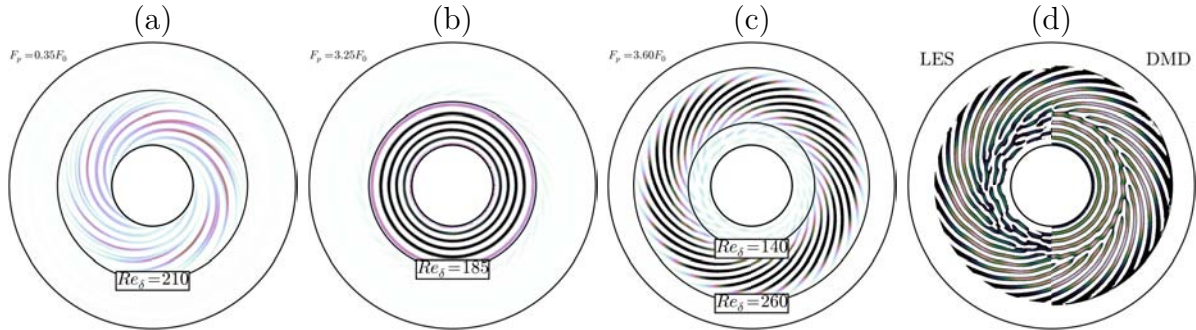 (a) (b) (c) (d)
F_p=0.35F_0 F_p=3.25F_0 F_p=3.60F_0 LES DMD
Re_δ=210 Re_δ=185 Re_δ=140
Re_δ=260